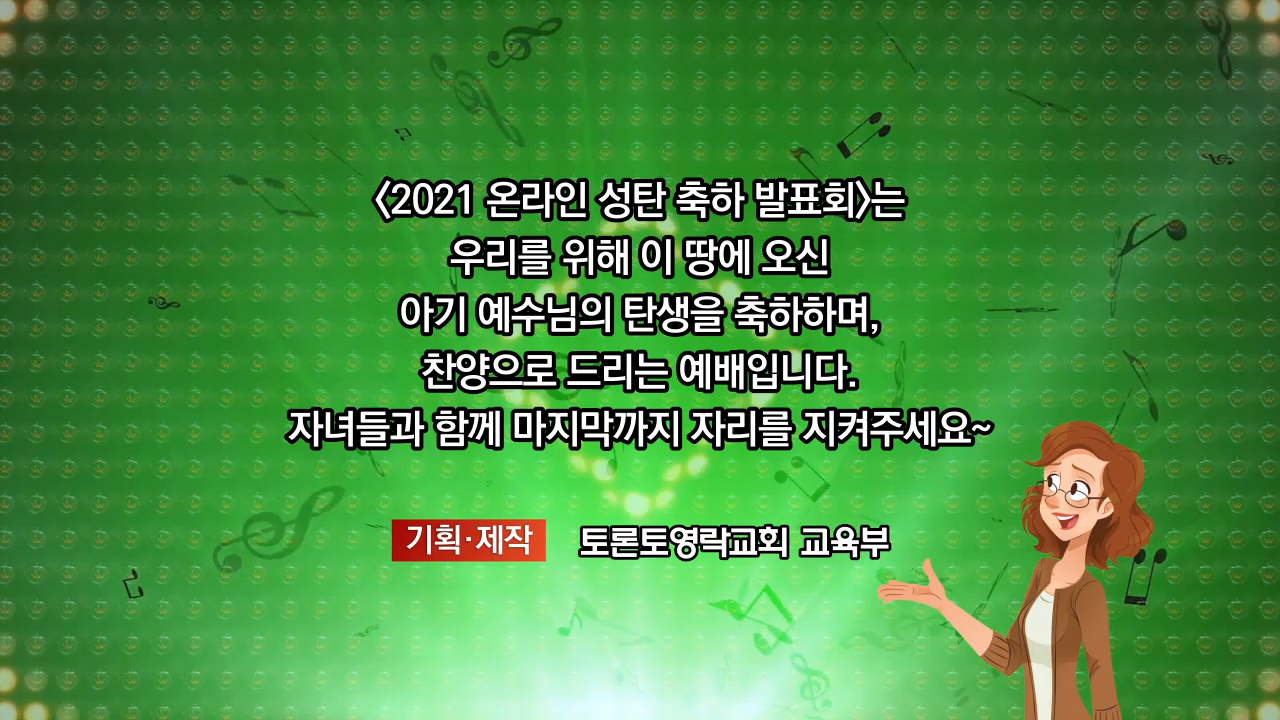 〈2021 온라인 성탄 축하 발표회〉는
우리를 위해 이 땅에 오신
아기 예수님의 탄생을 축하하며,
찬양으로 드리는 예배입니다.
자녀들과 함께 마지막까지 자리를 지켜주세요~
기획·제작 토론토영락교회 교육부